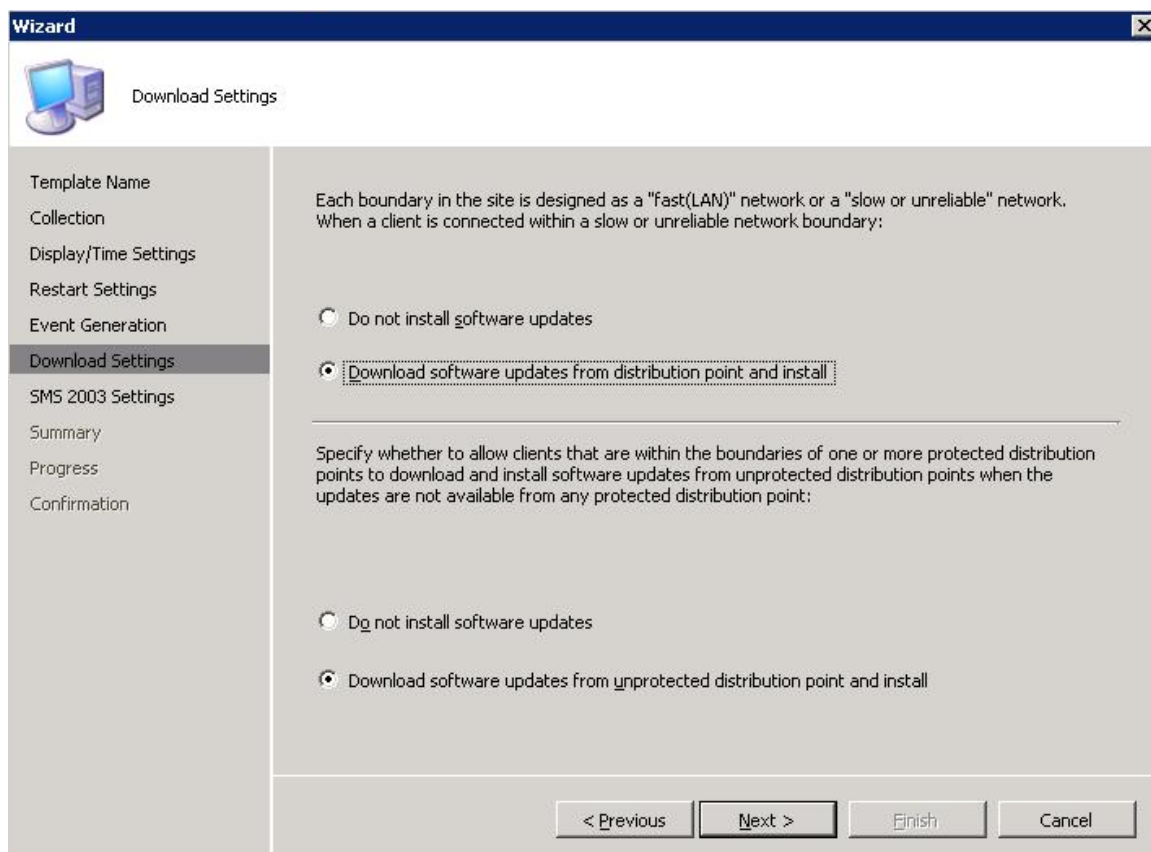 Wizard
Download Settings
Template Name
Collection
Display/Time Settings
Restart Settings
Event Generation
Download Settings
SMS 2003 Settings
Summary
Progress
Confirmation
Each boundary in the site is designed as a "fast(LAN)" network or a "slow or unreliable" network.
When a client is connected within a slow or unreliable network boundary:
Do not install software updates
Download software updates from distribution point and install
Specify whether to allow clients that are within the boundaries of one or more protected distribution
points to download and install software updates from unprotected distribution points when the
updates are not available from any protected distribution point:
Do not install software updates
Download software updates from unprotected distribution point and install
< Previous
Next >
Finish
Cancel